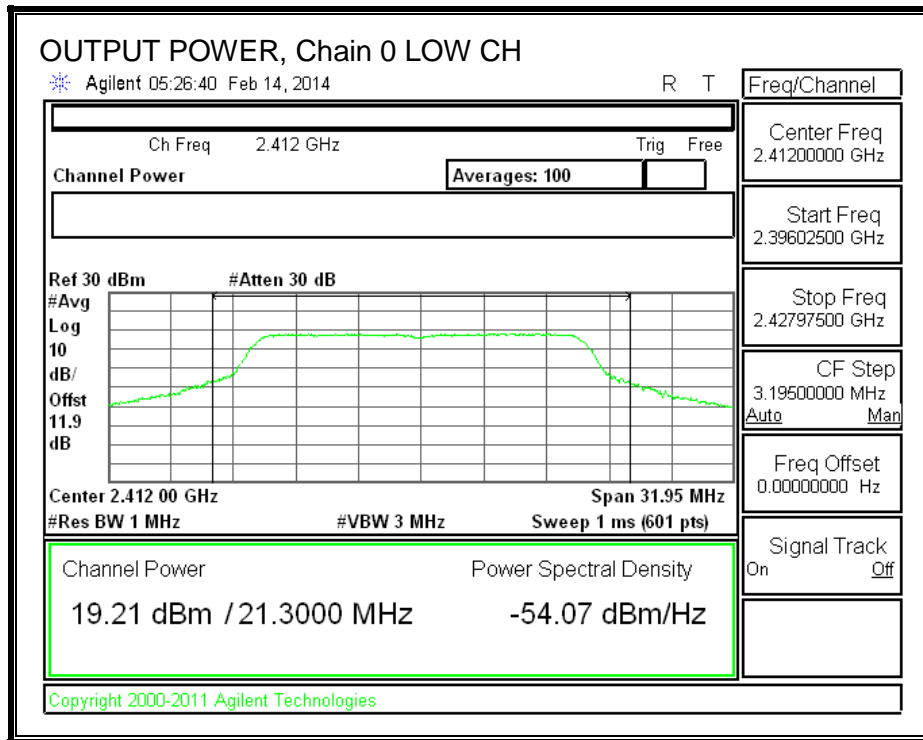 OUTPUT POWER, Chain 0 LOW CH
Agilent 05:26:40 Feb 14, 2014 R T
Ch Freq 2.412 GHz Trig Free
Channel Power Averages: 100
Ref 30 dBm #Atten 30 dB
#Avg
Log
10
dB/
Offst
11.9
dB
Center 2.412 00 GHz Span 31.95 MHz
#Res BW 1 MHz #VBW 3 MHz Sweep 1 ms (601 pts)
Channel Power Power Spectral Density
19.21 dBm / 21.3000 MHz -54.07 dBm/Hz
Copyright 2000-2011 Agilent Technologies
Freq/Channel
Center Freq
2.41200000 GHz
Start Freq
2.39602500 GHz
Stop Freq
2.42797500 GHz
CF Step
3.19500000 MHz
Auto Man
Freq Offset
0.00000000 Hz
Signal Track
On Off